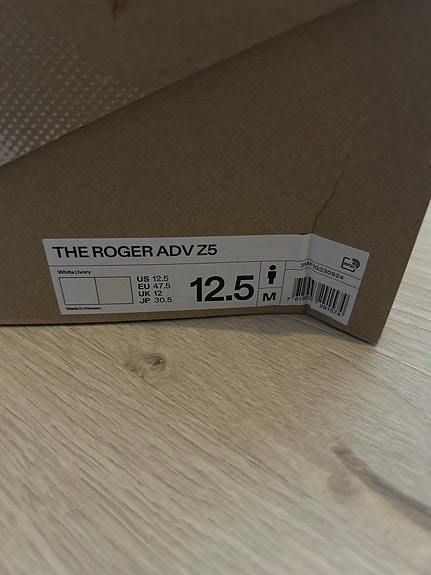 THE ROGER ADV Z5
White | Ivory
US 12.5
EU 47.5
UK 12
JP 30.5
12.5
M
Made in Vietnam.
3MF10330924